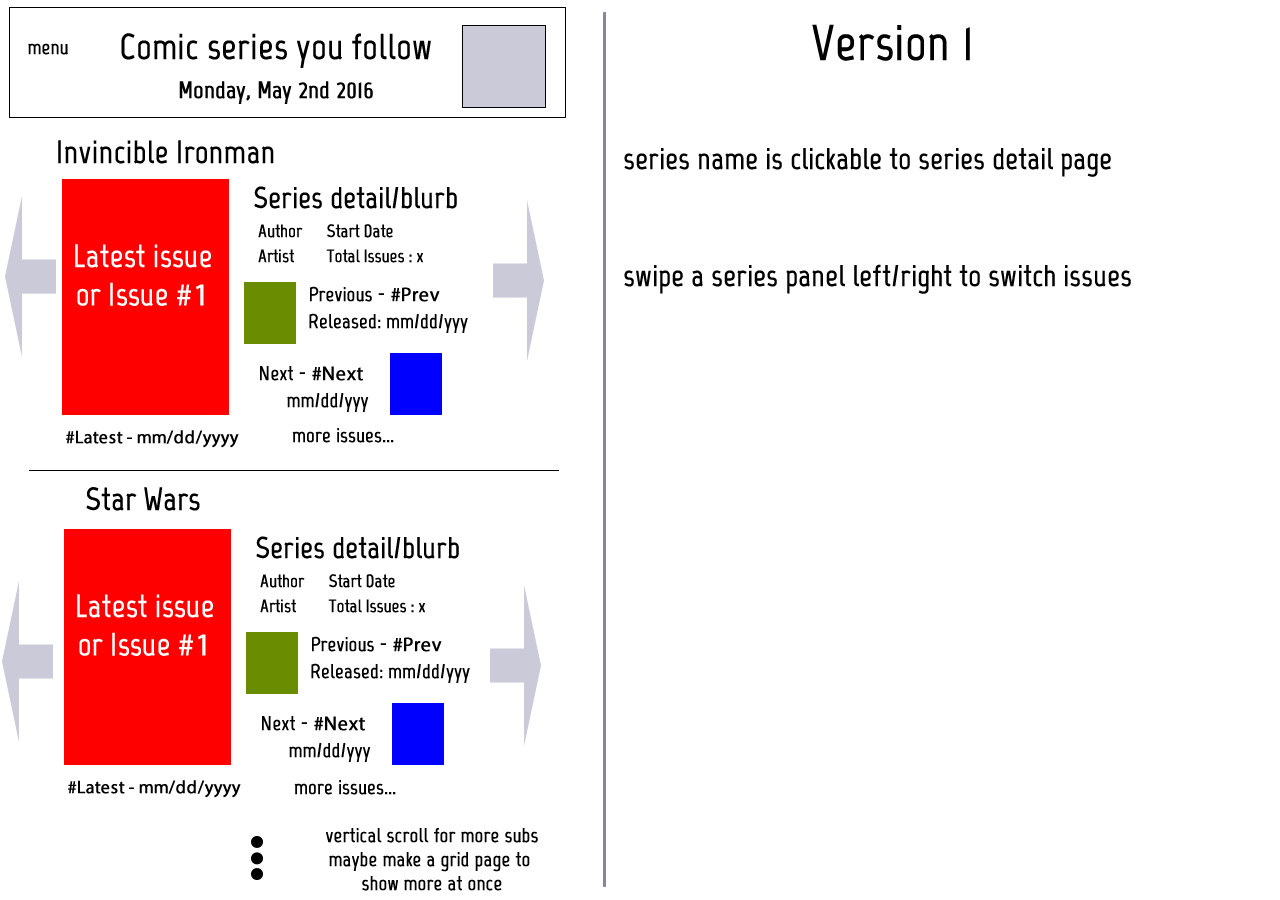 menu
Comic series you follow
Monday, May 2nd 2016
Invincible Ironman
Latest issue
or Issue #1
#Latest - mm/dd/yyyy
Series detail/blurb
Author Start Date
Artist Total Issues : x
Previous - #Prev
Released: mm/dd/yyy
Next - #Next
mm/dd/yyy
more issues...
Star Wars
Latest issue
or Issue #1
#Latest - mm/dd/yyyy
Series detail/blurb
Author Start Date
Artist Total Issues : x
Previous - #Prev
Released: mm/dd/yyy
Next - #Next
mm/dd/yyy
more issues...
vertical scroll for more subs
maybe make a grid page to
show more at once
Version 1
series name is clickable to series detail page
swipe a series panel left/right to switch issues